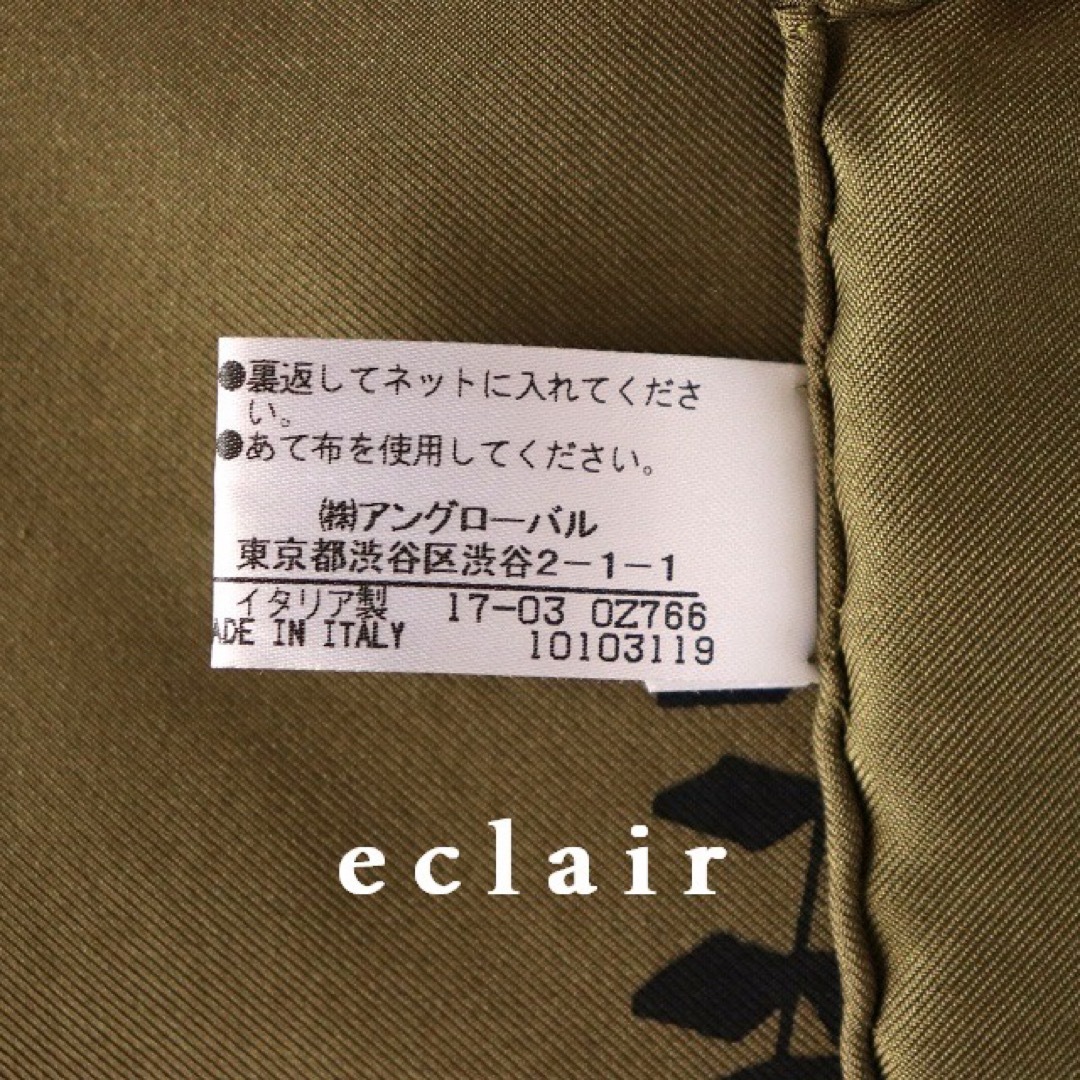 ●裏返してネットに入れてくださ
い。
●あて布を使用してください。
㈱アングローバル
東京都渋谷区渋谷2-1-1
イタリア製 17-03 0Z766
ADE IN ITALY 10103119
eclair